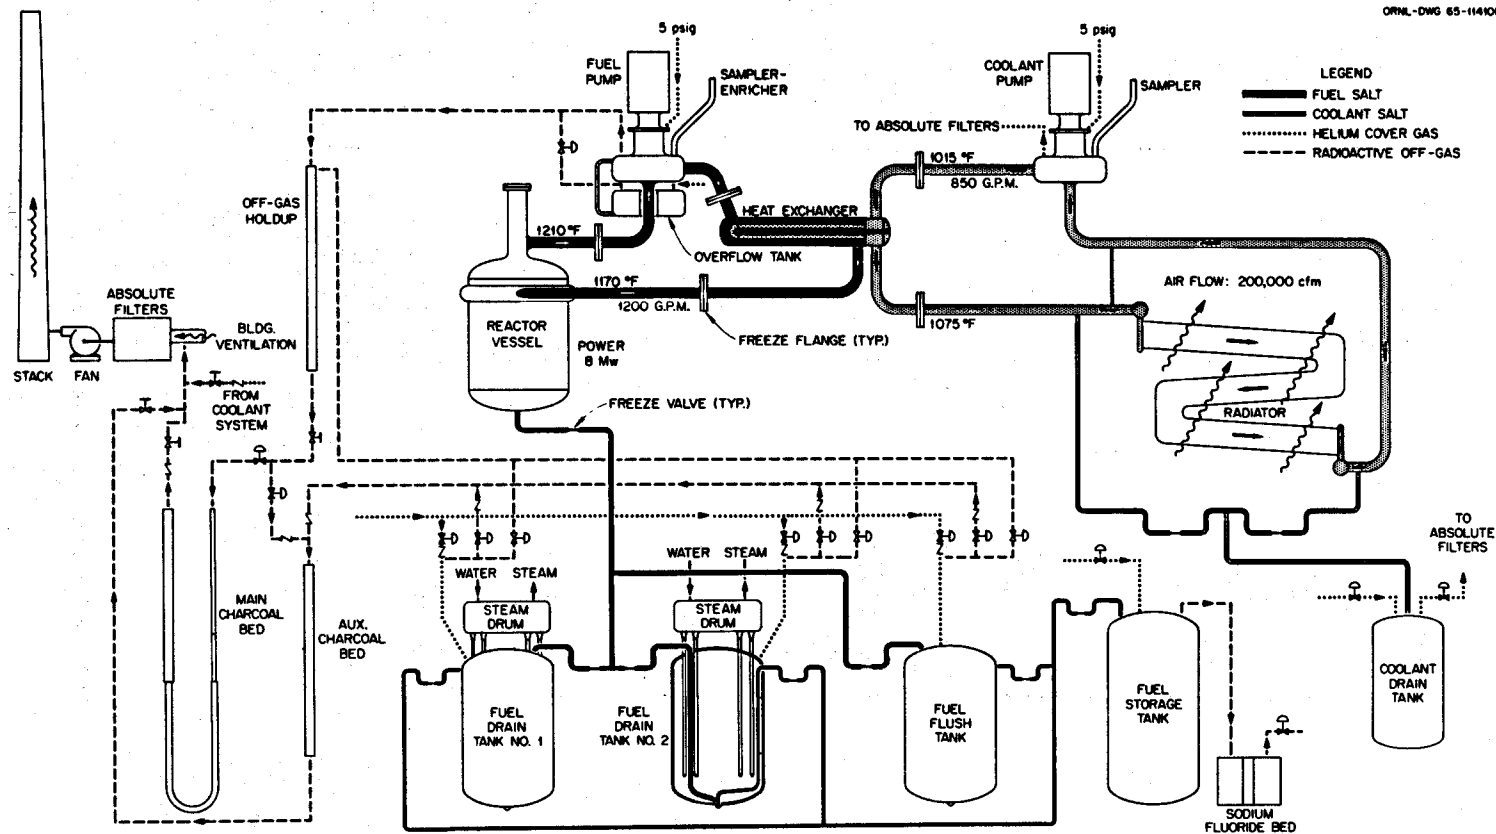 ORNL-DWG 65-11410
5 psig
5 psig
FUEL
PUMP
SAMPLER-
ENRICHER
COOLANT
PUMP
SAMPLER
LEGEND
FUEL SALT
COOLANT SALT
HELIUM COVER GAS
RADIOACTIVE OFF-GAS
TO ABSOLUTE FILTERS
1015 °F
850 G.P.M.
OFF-GAS
HOLDUP
HEAT EXCHANGER
1210 °F
OVERFLOW TANK
1170 °F
1200 G.P.M.
AIR FLOW: 200,000 cfm
ABSOLUTE
FILTERS
BLDG.
VENTILATION
REACTOR
VESSEL
POWER
8 Mw
FREEZE FLANGE (TYP.)
1075 °F
STACK
FAN
FROM
COOLANT
SYSTEM
FREEZE VALVE (TYP.)
RADIATOR
TO
ABSOLUTE
FILTERS
WATER
STEAM
WATER
STEAM
MAIN
CHARCOAL
BED
AUX.
CHARCOAL
BED
STEAM
DRUM
STEAM
DRUM
FUEL
DRAIN
TANK NO. 1
FUEL
DRAIN
TANK NO. 2
FUEL
FLUSH
TANK
FUEL
STORAGE
TANK
COOLANT
DRAIN
TANK
SODIUM
FLUORIDE BED